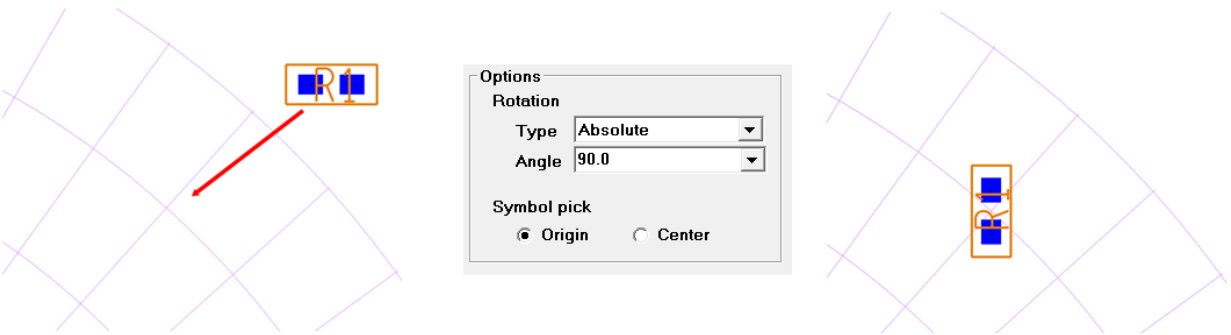 R1
Options
Rotation
Type Absolute
Angle 90.0
Symbol pick
Origin Center
R1